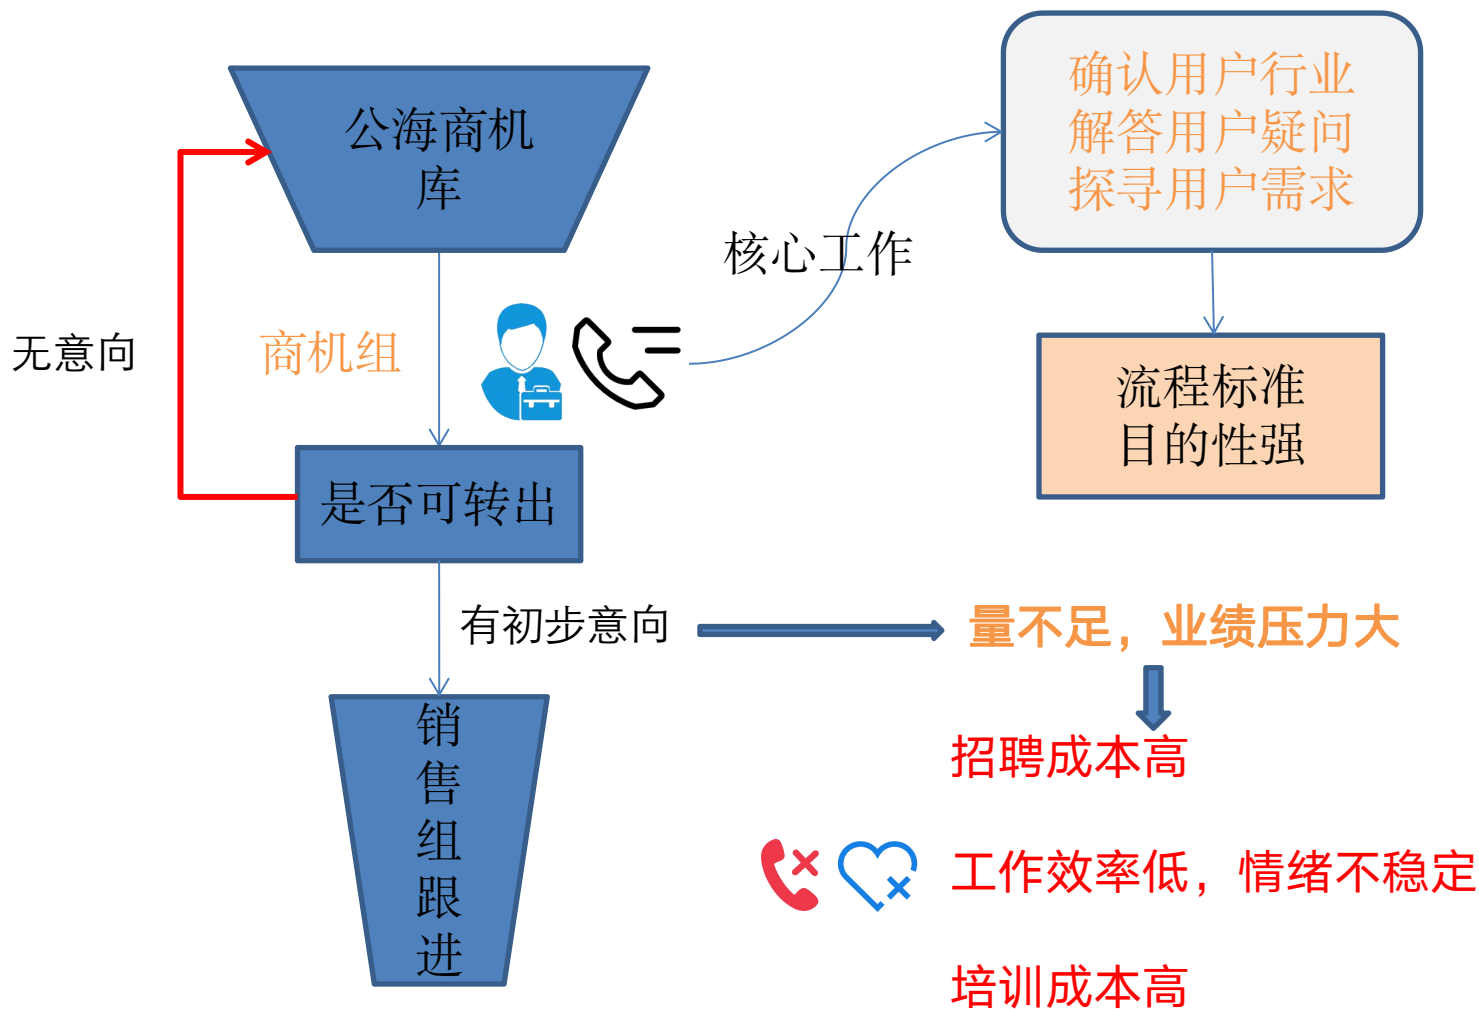 公海商机
库
确认用户行业
解答用户疑问
探寻用户需求
核心工作
无意向
商机组
流程标准
目的性强
是否可转出
有初步意向
量不足，业绩压力大
销
售
组
跟
进
招聘成本高
工作效率低，情绪不稳定
培训成本高